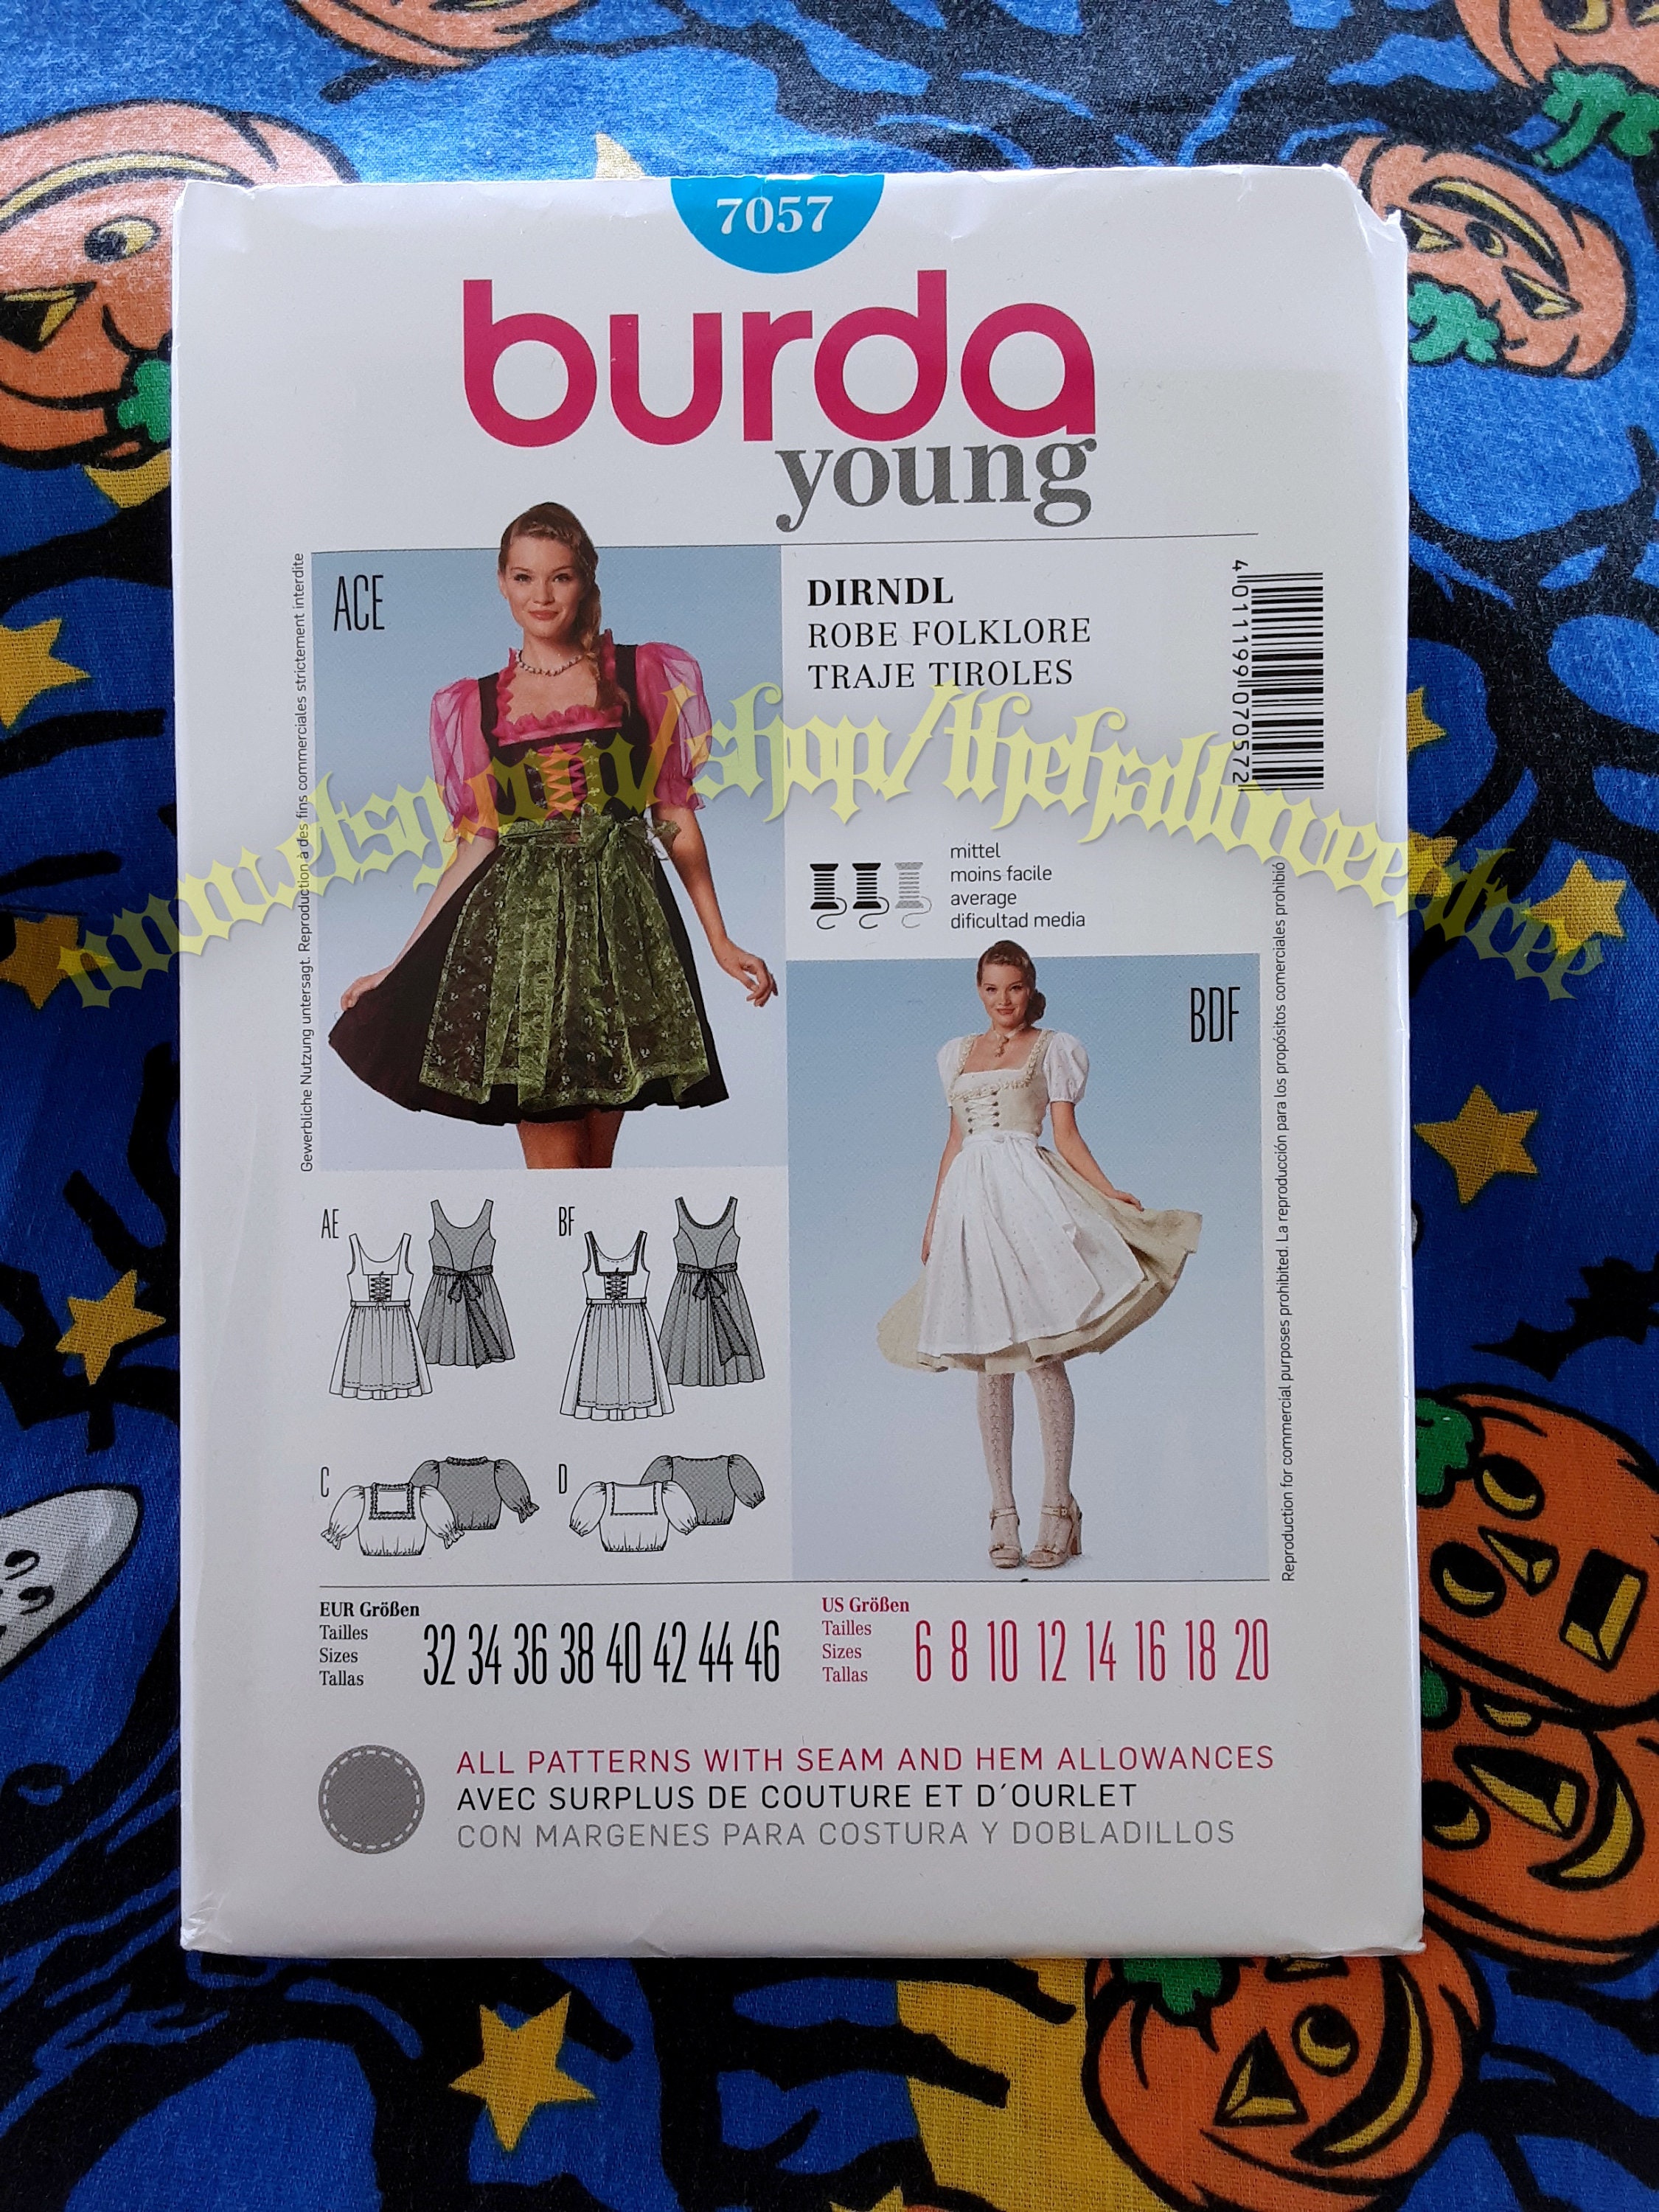 7057
burda
young
ACE
DIRNDL
ROBE FOLKLORE
TRAJE TIROLES
4 011199 070572
Gewerbliche Nutzung untersagt. Reproduction à des fins commerciales strictement interdite
www.etsy.com/shop/thehalloweentree
mittel
moins facile
average
dificultad media
BDF
Reproduction for commercial purposes prohibited. La reproducción para los propósitos comerciales prohibió
AE
BF
C
D
EUR Größen
Tailles
Sizes
Tallas
32 34 36 38 40 42 44 46
US Größen
Tailles
Sizes
Tallas
6 8 10 12 14 16 18 20
ALL PATTERNS WITH SEAM AND HEM ALLOWANCES
AVEC SURPLUS DE COUTURE ET D´OURLET
CON MARGENES PARA COSTURA Y DOBLADILLOS